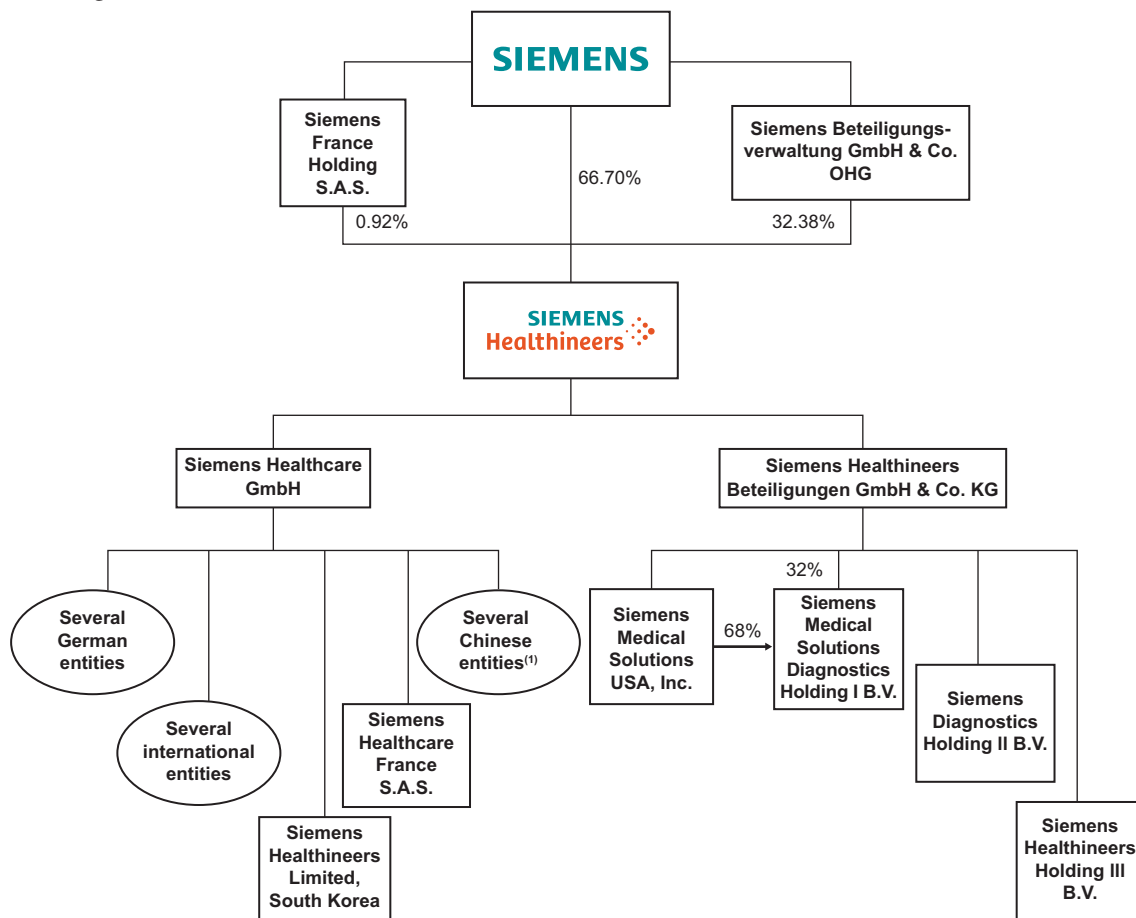 SIEMENS
Siemens
France
Holding
S.A.S.
Siemens Beteiligungs-
verwaltung GmbH & Co.
OHG
66.70%
0.92%
32.38%
SIEMENS
Healthineers
Siemens Healthcare
GmbH
Siemens Healthineers
Beteiligungen GmbH & Co. KG
32%
Several
German
entities
Several
Chinese
entities(1)
Siemens
Medical
Solutions
USA, Inc.
68%
Siemens
Medical
Solutions
Diagnostics
Holding I B.V.
Several
international
entities
Siemens
Healthcare
France
S.A.S.
Siemens
Diagnostics
Holding II B.V.
Siemens
Healthineers
Limited,
South Korea
Siemens
Healthineers
Holding III
B.V.